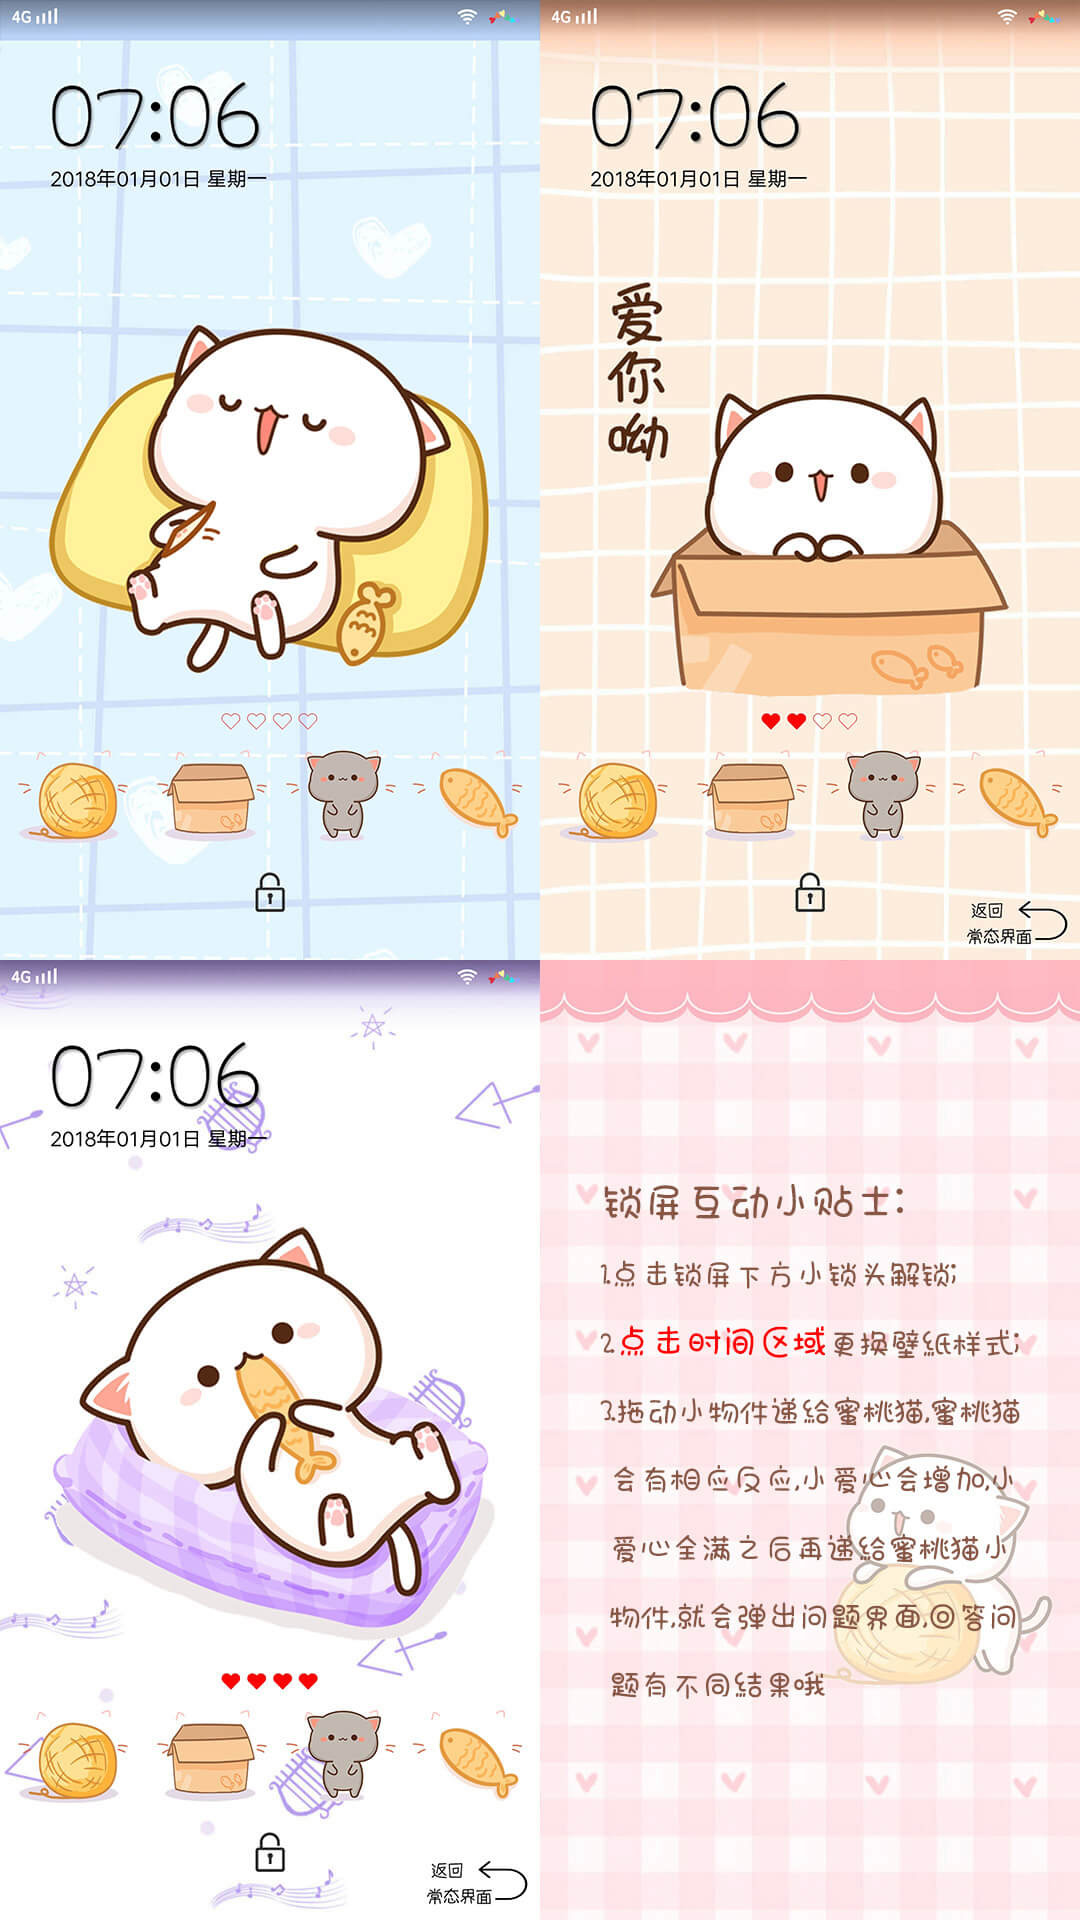 4G
07:06
2018年01月01日 星期一
4G
07:06
2018年01月01日 星期一
爱你呦
返回
常态界面
4G
07:06
2018年01月01日 星期一
返回
常态界面
锁屏互动小贴士:
1.点击锁屏下方小锁头解锁;
2.点击时间区域更换壁紙样式;
3.拖动小物件递给蜜桃猫,蜜桃猫
会有相应反应,小爱心会增加,小
爱心全满之后再递給蜜桃猫小
物件,就会弹出问题界面,回答问
题有不同結果哦